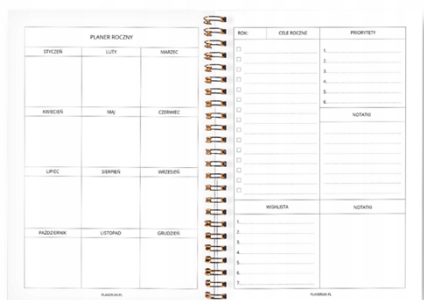 PLANER ROCZNY
STYCZEŃ LUTY MARZEC
KWIECIEŃ MAJ CZERWIEC
LIPIEC SIERPIEŃ WRZESIEŃ
PAŹDZIERNIK LISTOPAD GRUDZIEŃ
ROK: CELE ROCZNE PRIORYTETY
1.
2.
3.
4.
5.
6.
NOTATKI
WISHLISTA NOTATKI
1.
2.
3.
4.
5.
6.
7.